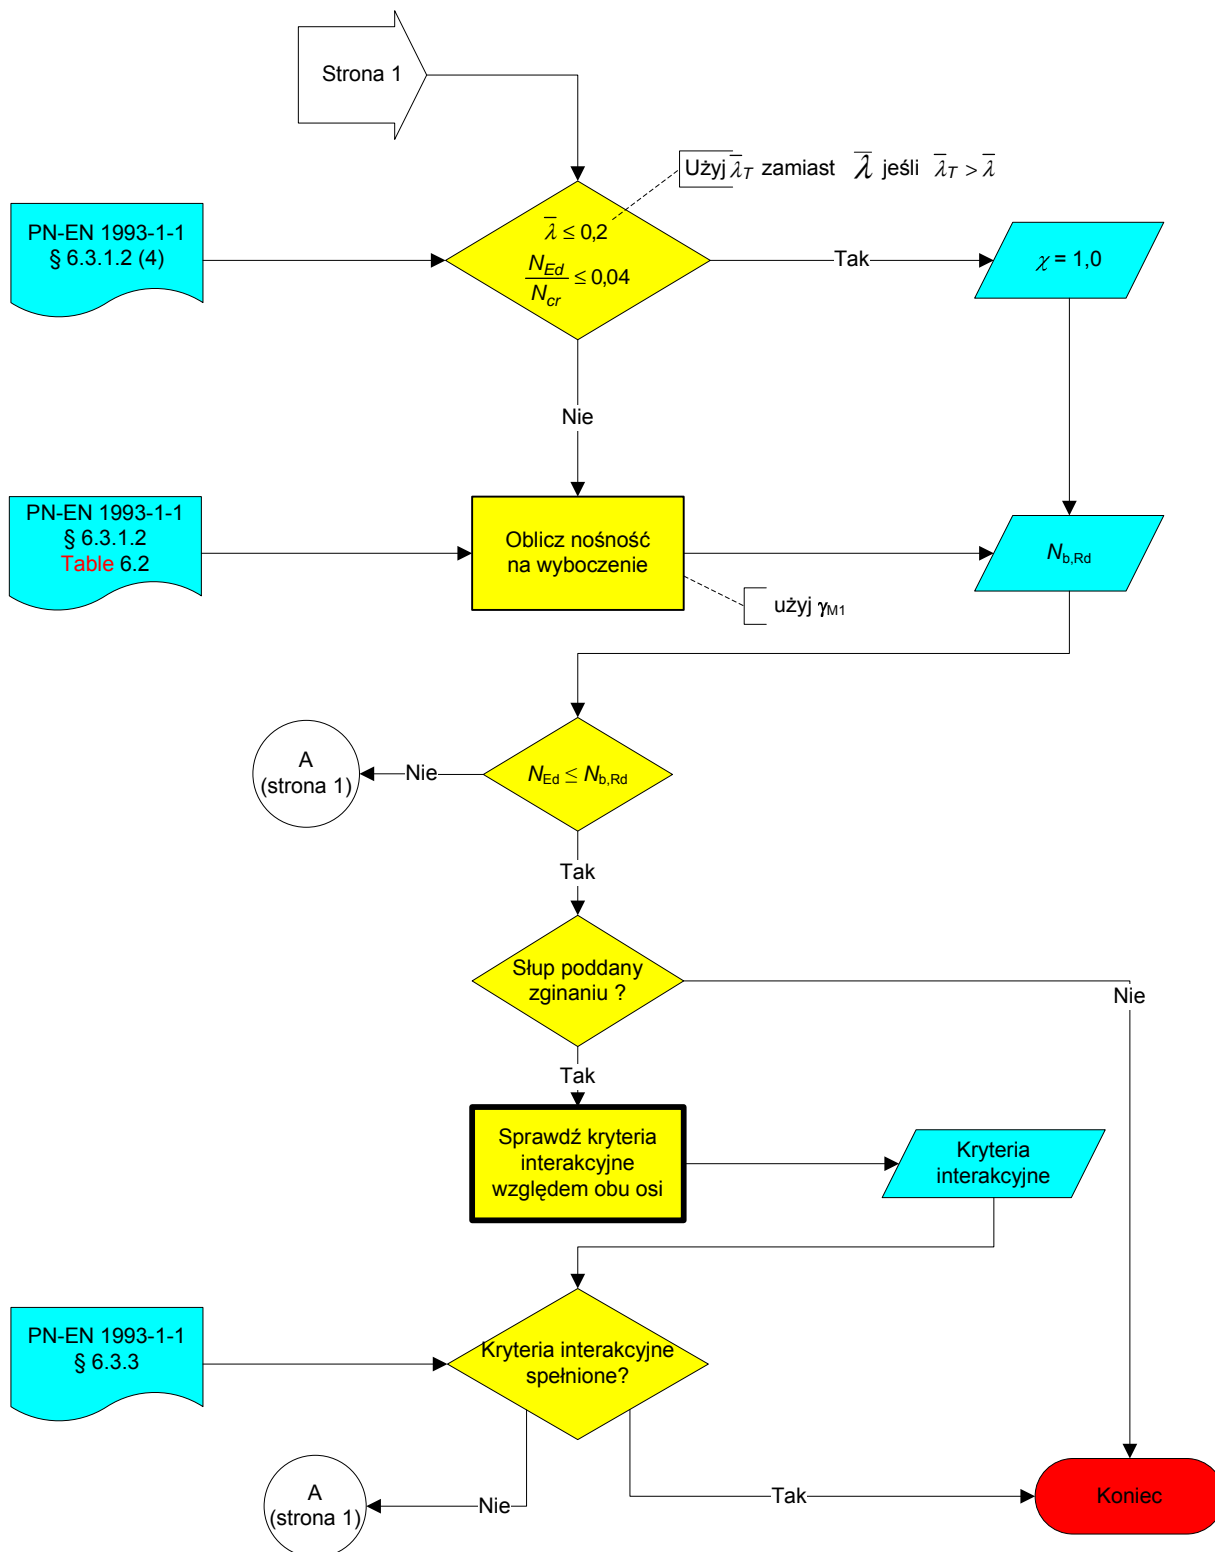 Strona 1
Użyj λ̅T zamiast λ̅ jeśli λ̅T > λ̅
PN-EN 1993-1-1
§ 6.3.1.2 (4)
λ̅ ≤ 0,2
NEd
Ncr
≤ 0,04
Tak
χ = 1,0
Nie
PN-EN 1993-1-1
§ 6.3.1.2
Table 6.2
Oblicz nośność
na wyboczenie
Nb,Rd
użyj γM1
A
(strona 1)
Nie
NEd ≤ Nb,Rd
Tak
Słup poddany
zginaniu ?
Nie
Tak
Sprawdź kryteria
interakcyjne
względem obu osi
Kryteria
interakcyjne
PN-EN 1993-1-1
§ 6.3.3
Kryteria interakcyjne
spełnione?
A
(strona 1)
Nie
Tak
Koniec